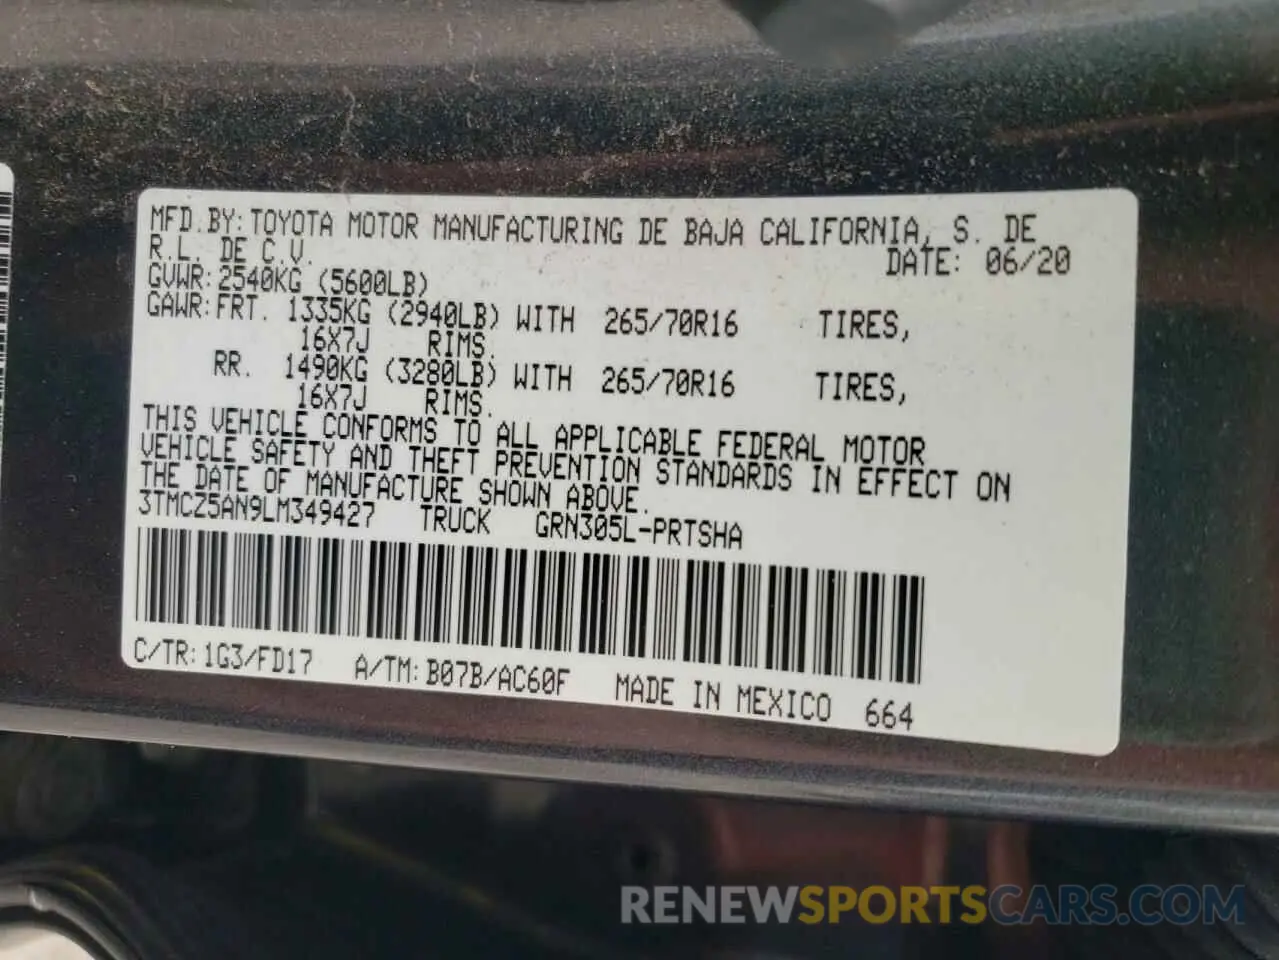 MFD.BY: TOYOTA MOTOR MANUFACTURING DE BAJA CALIFORNIA, S. DE
R.L. DE C.V. DATE: 06/20
GVWR: 2540KG (5600LB)
GAWR: FRT. 1335KG (2940LB) WITH 265/70R16 TIRES,
16X7J RIMS.
RR. 1490KG (3280LB) WITH 265/70R16 TIRES,
16X7J RIMS.
THIS VEHICLE CONFORMS TO ALL APPLICABLE FEDERAL MOTOR
VEHICLE SAFETY AND THEFT PREVENTION STANDARDS IN EFFECT ON
THE DATE OF MANUFACTURE SHOWN ABOVE.
3TMCZ5AN9LM349427 TRUCK GRN305L-PRTSHA
C/TR: 1G3/FD17 A/TM: B07B/AC60F MADE IN MEXICO 664
RENEWSPORTSCARS.COM